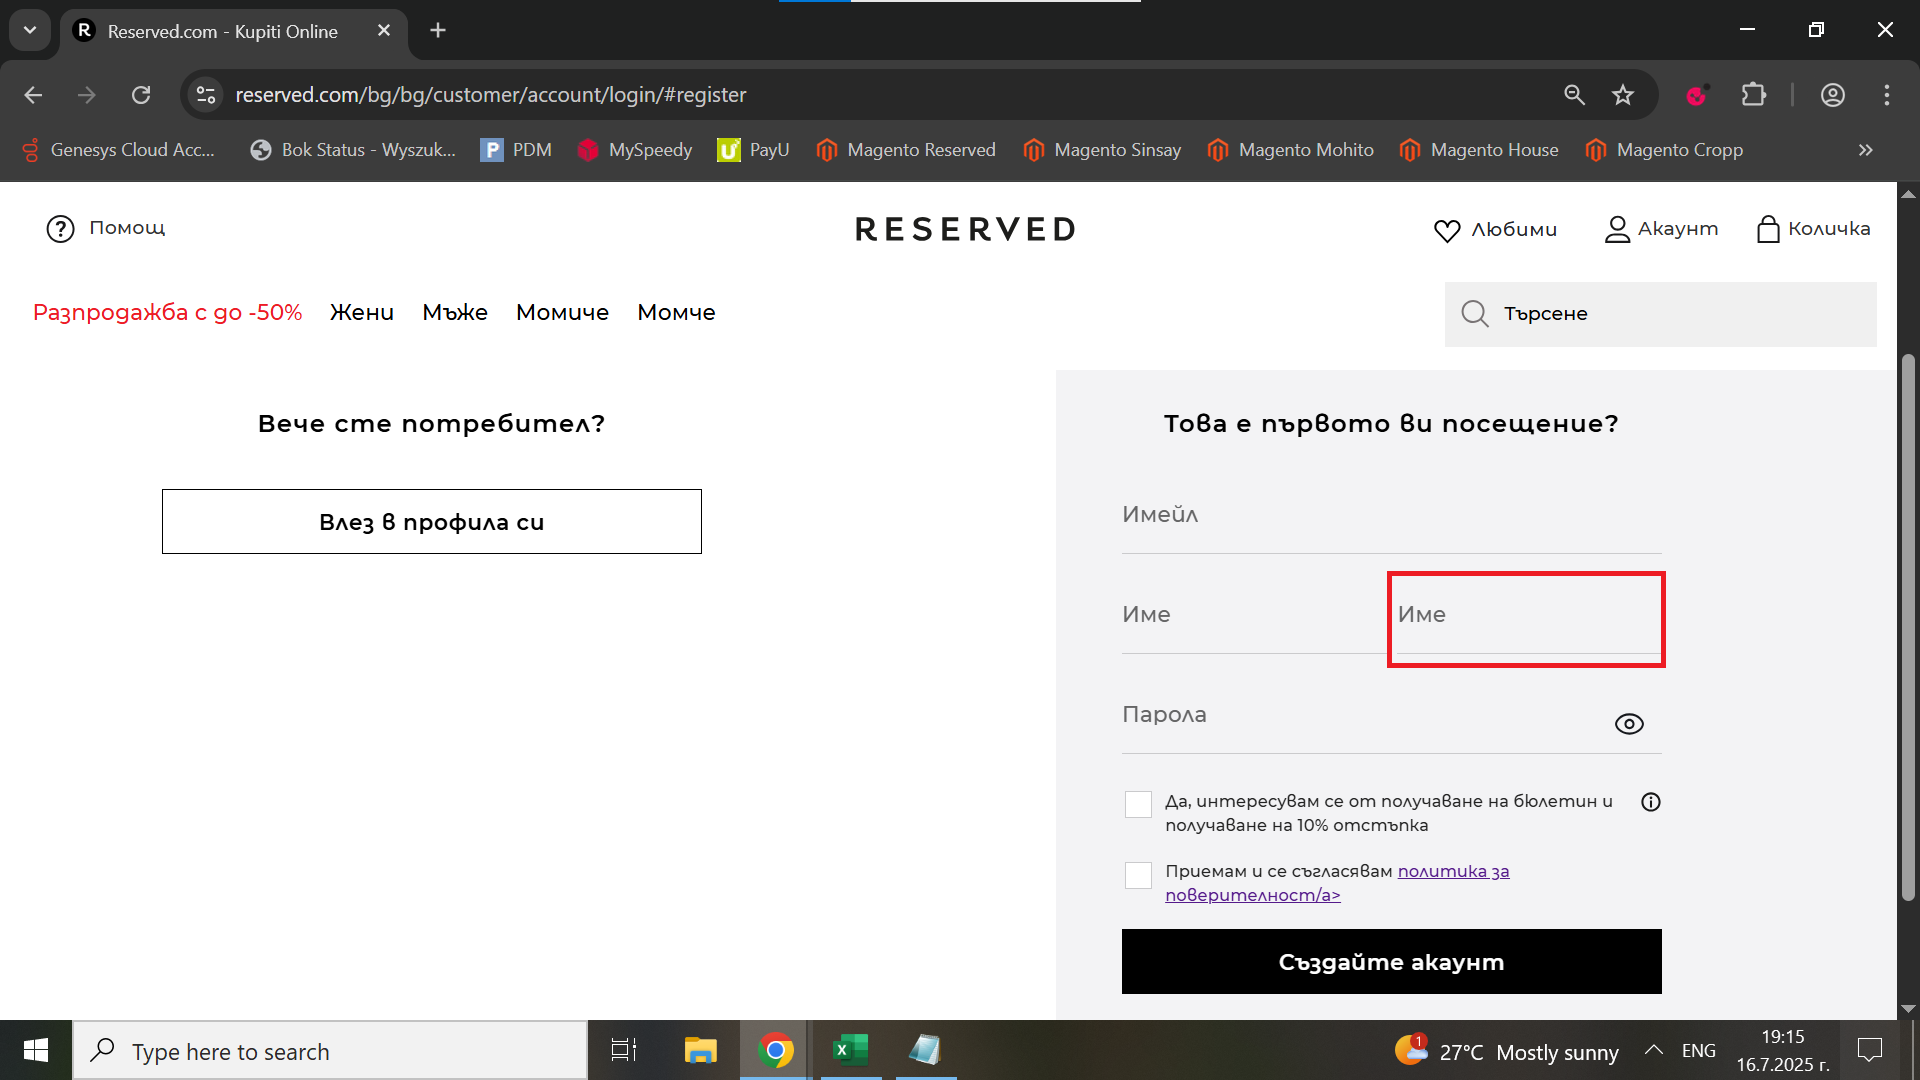 Reserved.com - Kupiti Online
reserved.com/bg/bg/customer/account/login/#register
Genesys Cloud Acc...
Bok Status - Wyszuk...
PDM
MySpeedy
PayU
Magento Reserved
Magento Sinsay
Magento Mohito
Magento House
Magento Cropp
Помощ
RESERVED
Любими
Акаунт
Количка
Разпродажба с до -50%
Жени
Мъже
Момиче
Момче
Търсене
Вече сте потребител?
Влез в профила си
Това е първото ви посещение?
Имейл
Име
Име
Парола
Да, интересувам се от получаване на бюлетин и
получаване на 10% отстъпка
Приемам и се съгласявам политика за
поверителност/a>
Създайте акаунт
Type here to search
1
27°C Mostly sunny
ENG
19:15
16.7.2025 г.